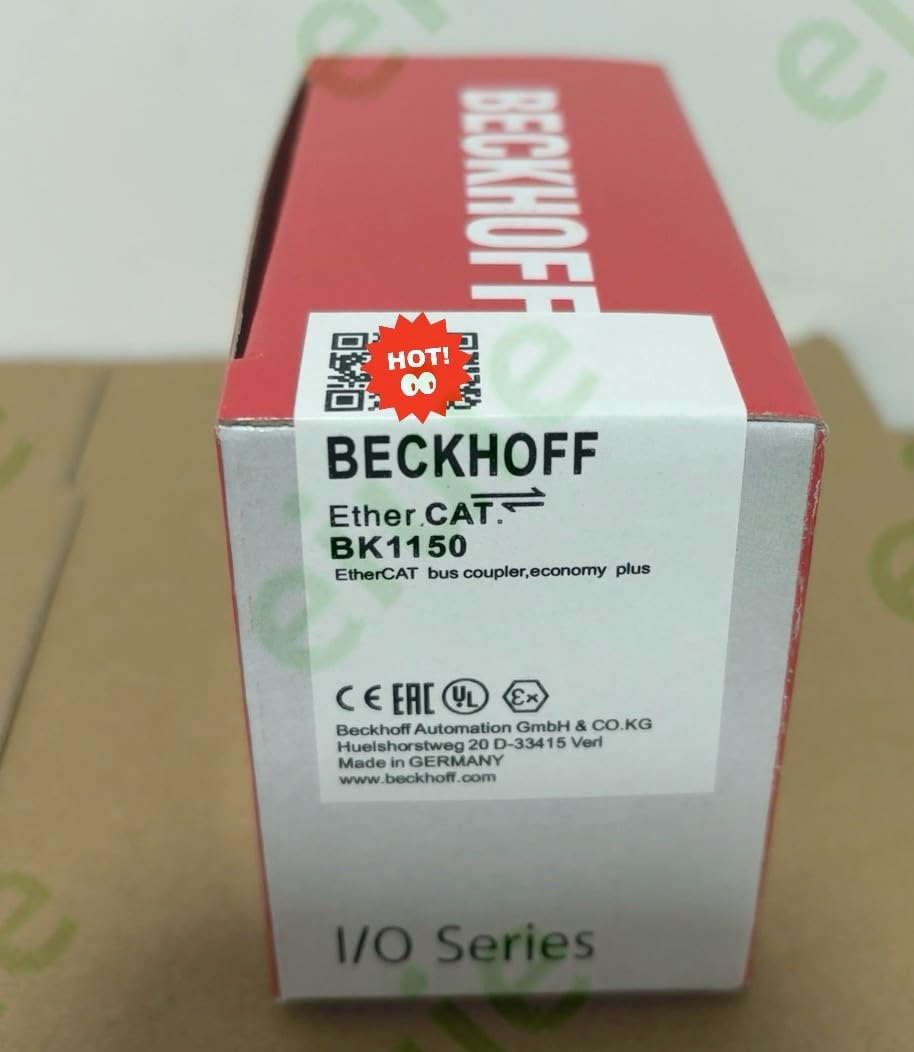 BECKHOFF
HOT!
BECKHOFF
Ether.CAT.
BK1150
EtherCAT bus coupler,economy plus
CE EAC UL Ex
Beckhoff Automation GmbH & CO.KG
Huelshorstweg 20 D-33415 Verl
Made in GERMANY
www.beckhoff.com
I/O Series